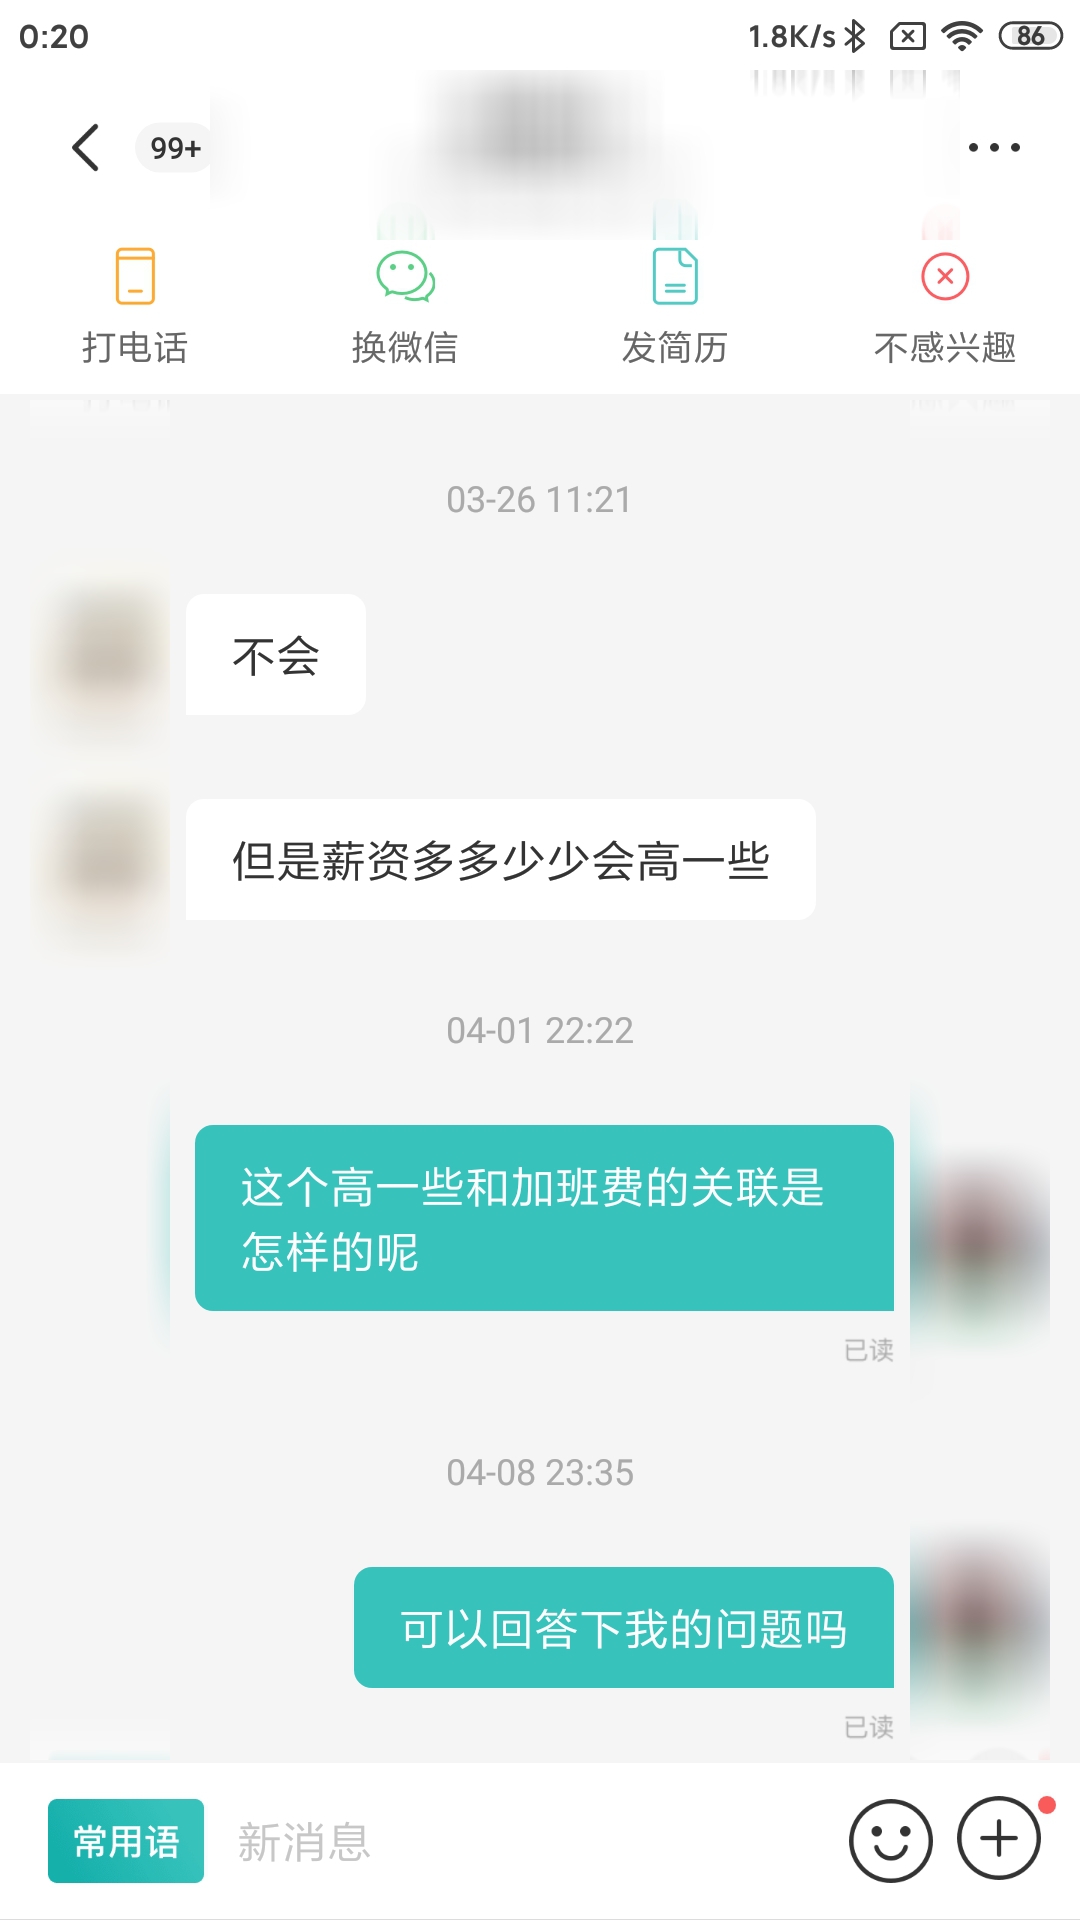 0:20
1.8K/s
86
99+
打电话
换微信
发简历
不感兴趣
03-26 11:21
不会
但是薪资多多少少会高一些
04-01 22:22
这个高一些和加班费的关联是
怎样的呢
已读
04-08 23:35
可以回答下我的问题吗
已读
常用语
新消息